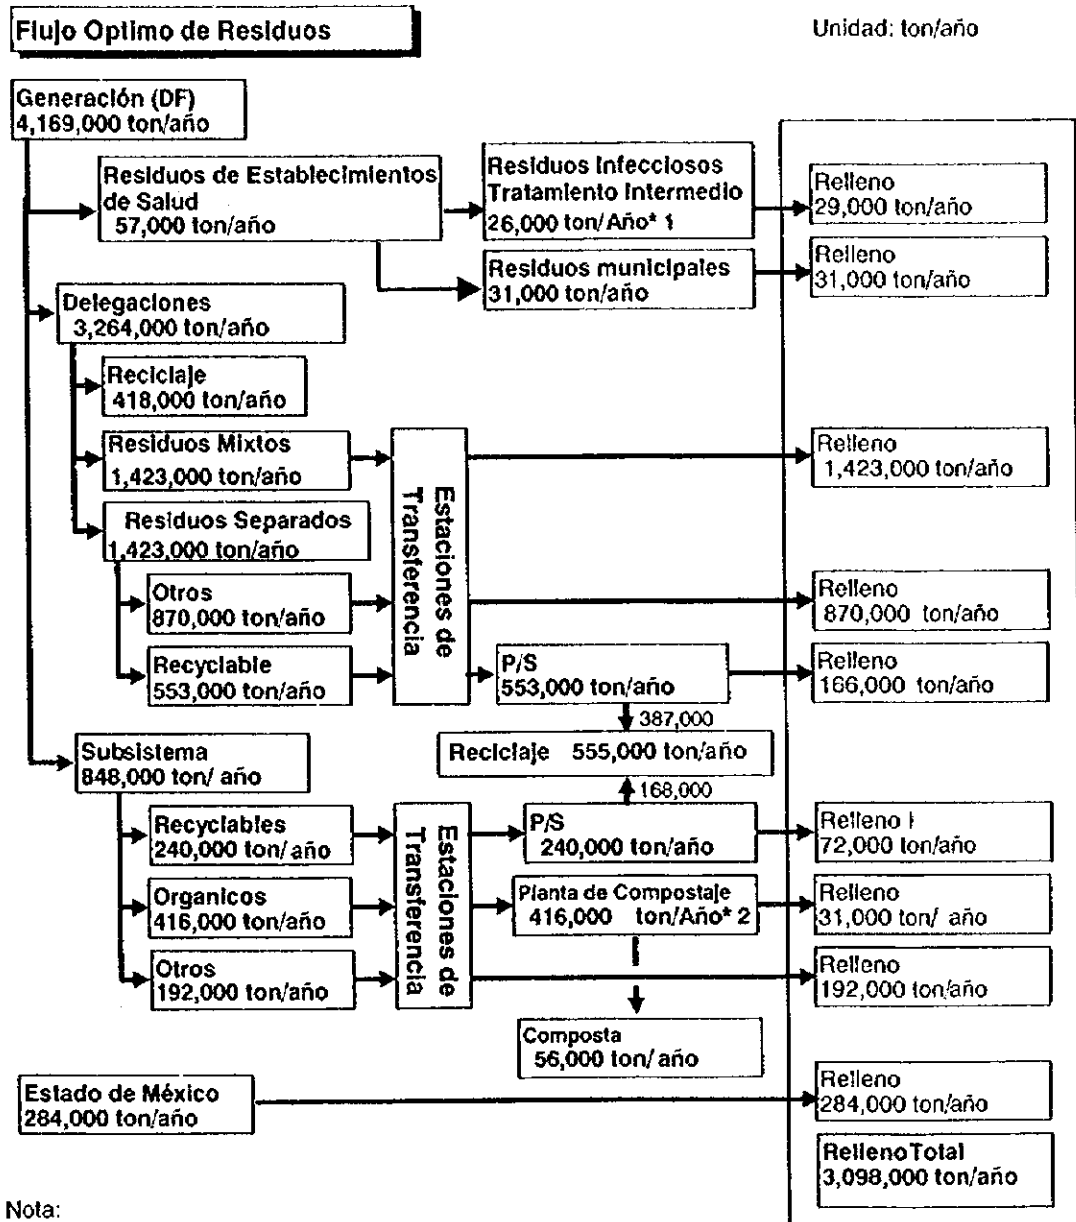 Flujo Optimo de Residuos
Unidad: ton/año
Generación (DF)
4,169,000 ton/año
Residuos de Establecimientos
de Salud
57,000 ton/año
Residuos Infecciosos
Tratamiento Intermedio
26,000 ton/Año* 1
Relleno
29,000 ton/año
Residuos municipales
31,000 ton/año
Relleno
31,000 ton/año
Delegaciones
3,264,000 ton/año
Reciclaje
418,000 ton/año
Residuos Mixtos
1,423,000 ton/año
Estaciones de
Transferencia
Relleno
1,423,000 ton/año
Residuos Separados
1,423,000 ton/año
Otros
870,000 ton/año
Relleno
870,000 ton/año
Recyclable
553,000 ton/año
P/S
553,000 ton/año
Relleno
166,000 ton/año
387,000
Reciclaje 555,000 ton/año
168,000
Subsistema
848,000 ton/ año
Recyclables
240,000 ton/ año
Estaciones de
Transferencia
P/S
240,000 ton/año
Relleno
72,000 ton/año
Organicos
416,000 ton/año
Planta de Compostaje
416,000 ton/Año* 2
Relleno
31,000 ton/ año
Otros
192,000 ton/año
Relleno
192,000 ton/año
Composta
56,000 ton/ año
Estado de México
284,000 ton/año
Relleno
284,000 ton/año
RellenoTotal
3,098,000 ton/año
Nota: